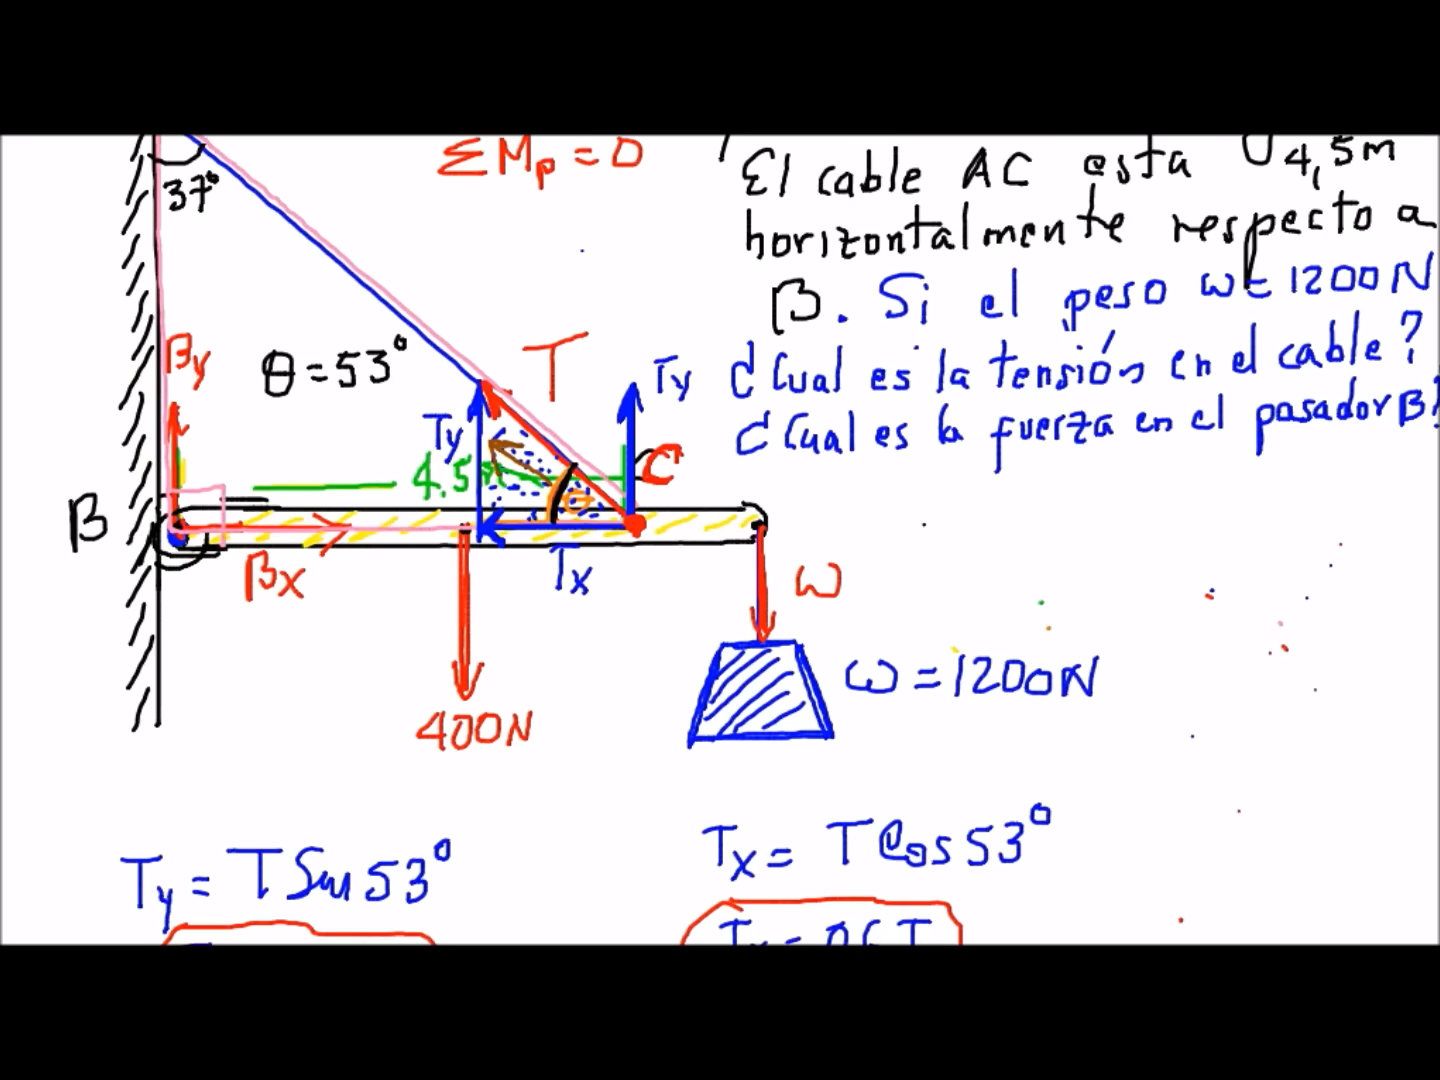 ΣMp = 0
El cable AC esta
4,5m
horizontalmente respecto a
B. Si el peso ω = 1200N
¿Cual es la tensión en el cable?
¿Cual es la fuerza en el pasador B?
37°
θ = 53°
By
T
Ty
Ty
4.5
C
θ
B
Bx
Tx
ω
400N
ω = 1200N
Ty = T Sen 53°
Tx = T Cos 53°